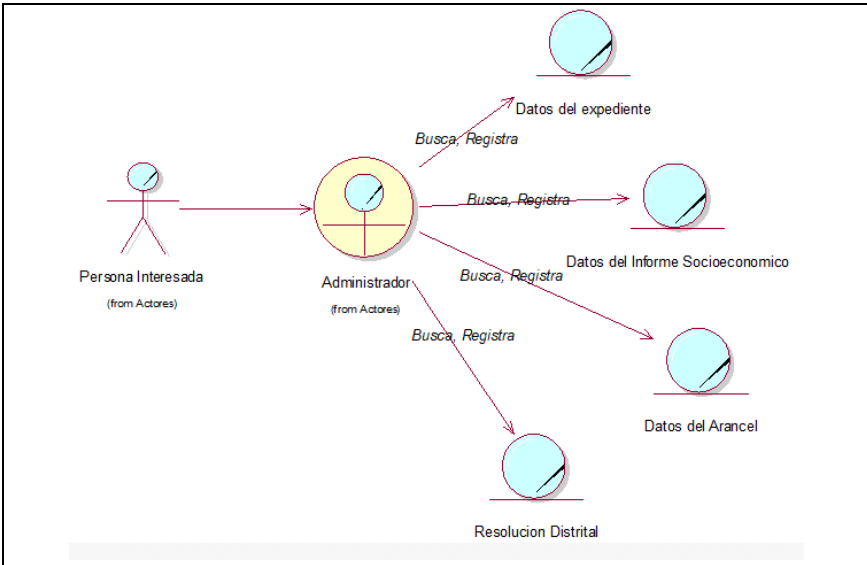 Datos del expediente
Busca, Registra
Busca, Registra
Datos del Informe Socioeconomico
Persona Interesada
(from Actores)
Administrador
(from Actores)
Busca, Registra
Busca, Registra
Datos del Arancel
Resolucion Distrital